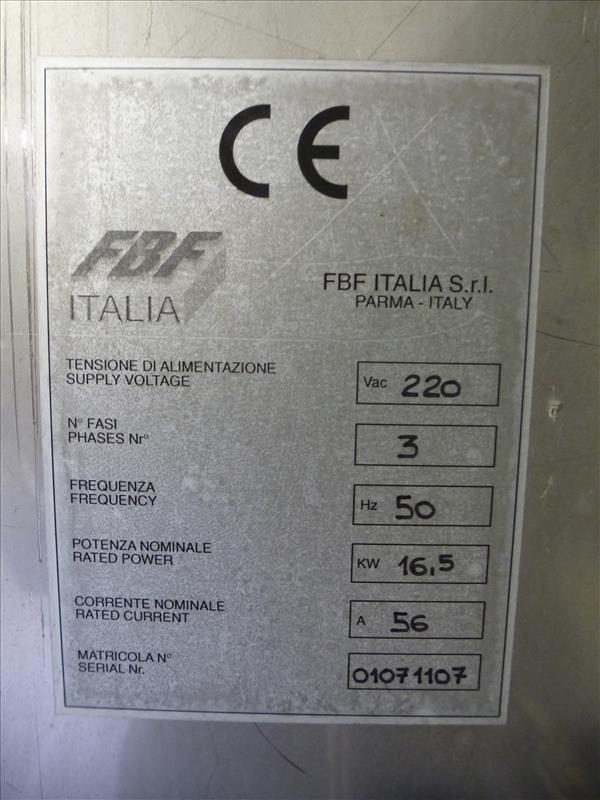 CE
FBF
ITALIA
FBF ITALIA S.r.l.
PARMA - ITALY
TENSIONE DI ALIMENTAZIONE
SUPPLY VOLTAGE
Vac 220
N° FASI
PHASES Nr°
3
FREQUENZA
FREQUENCY
Hz 50
POTENZA NOMINALE
RATED POWER
KW 16,5
CORRENTE NOMINALE
RATED CURRENT
A 56
MATRICOLA N°
SERIAL Nr.
01071107